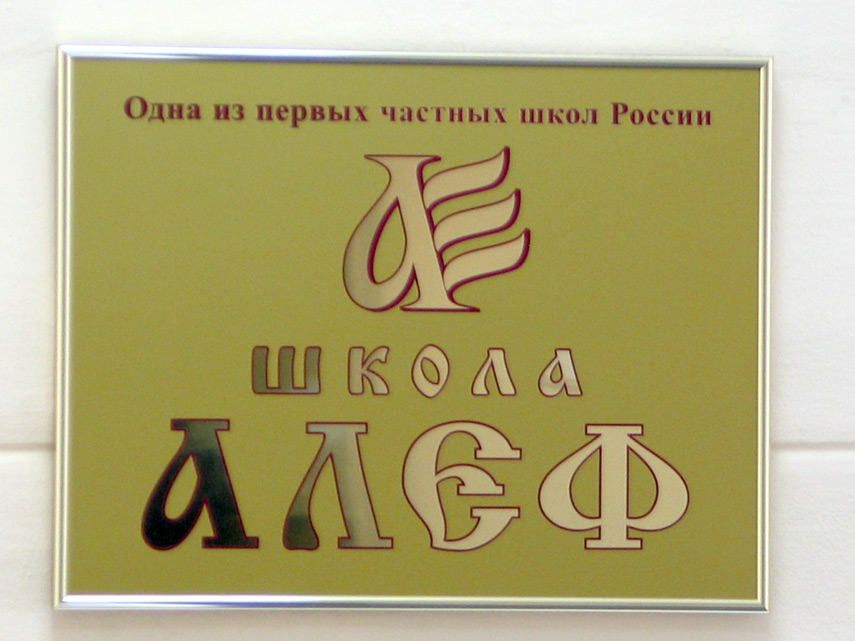 Одна из первых частных школ России
школа
АЛЕФ